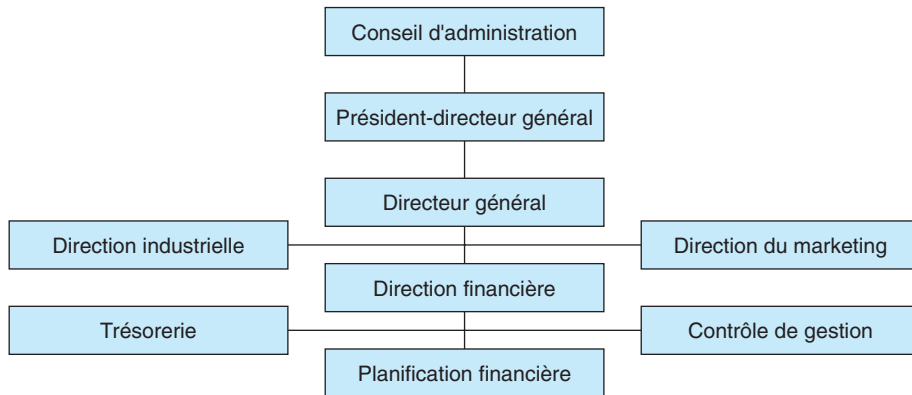 Conseil d'administration
Président-directeur général
Directeur général
Direction industrielle
Direction du marketing
Direction financière
Trésorerie
Contrôle de gestion
Planification financière